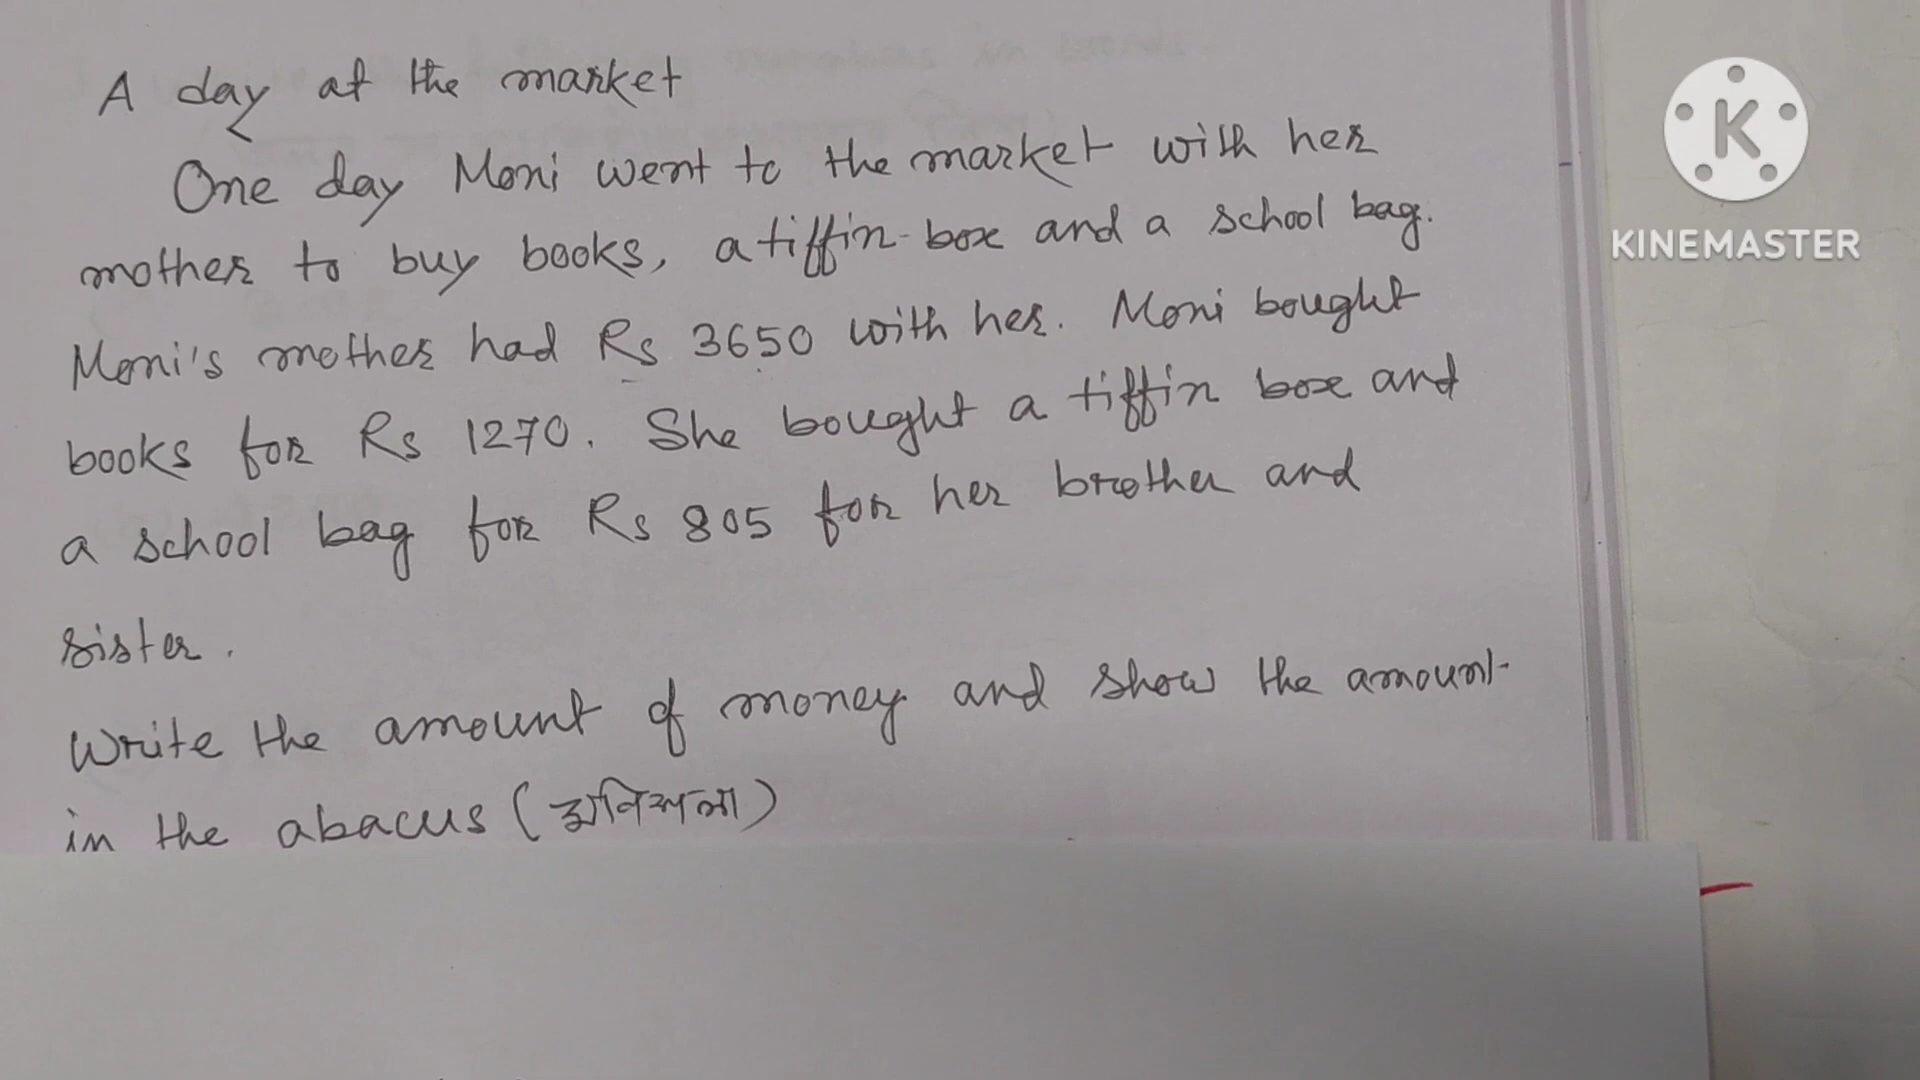 A day at the market
One day Moni went to the market with her
mother to buy books, a tiffin-box and a school bag.
Moni's mother had Rs 3650 with her. Moni bought
books for Rs 1270. She bought a tiffin box and
a school bag for Rs 805 for her brother and
sister.
Write the amount of money and show the amount
in the abacus (
K
KINEMASTER